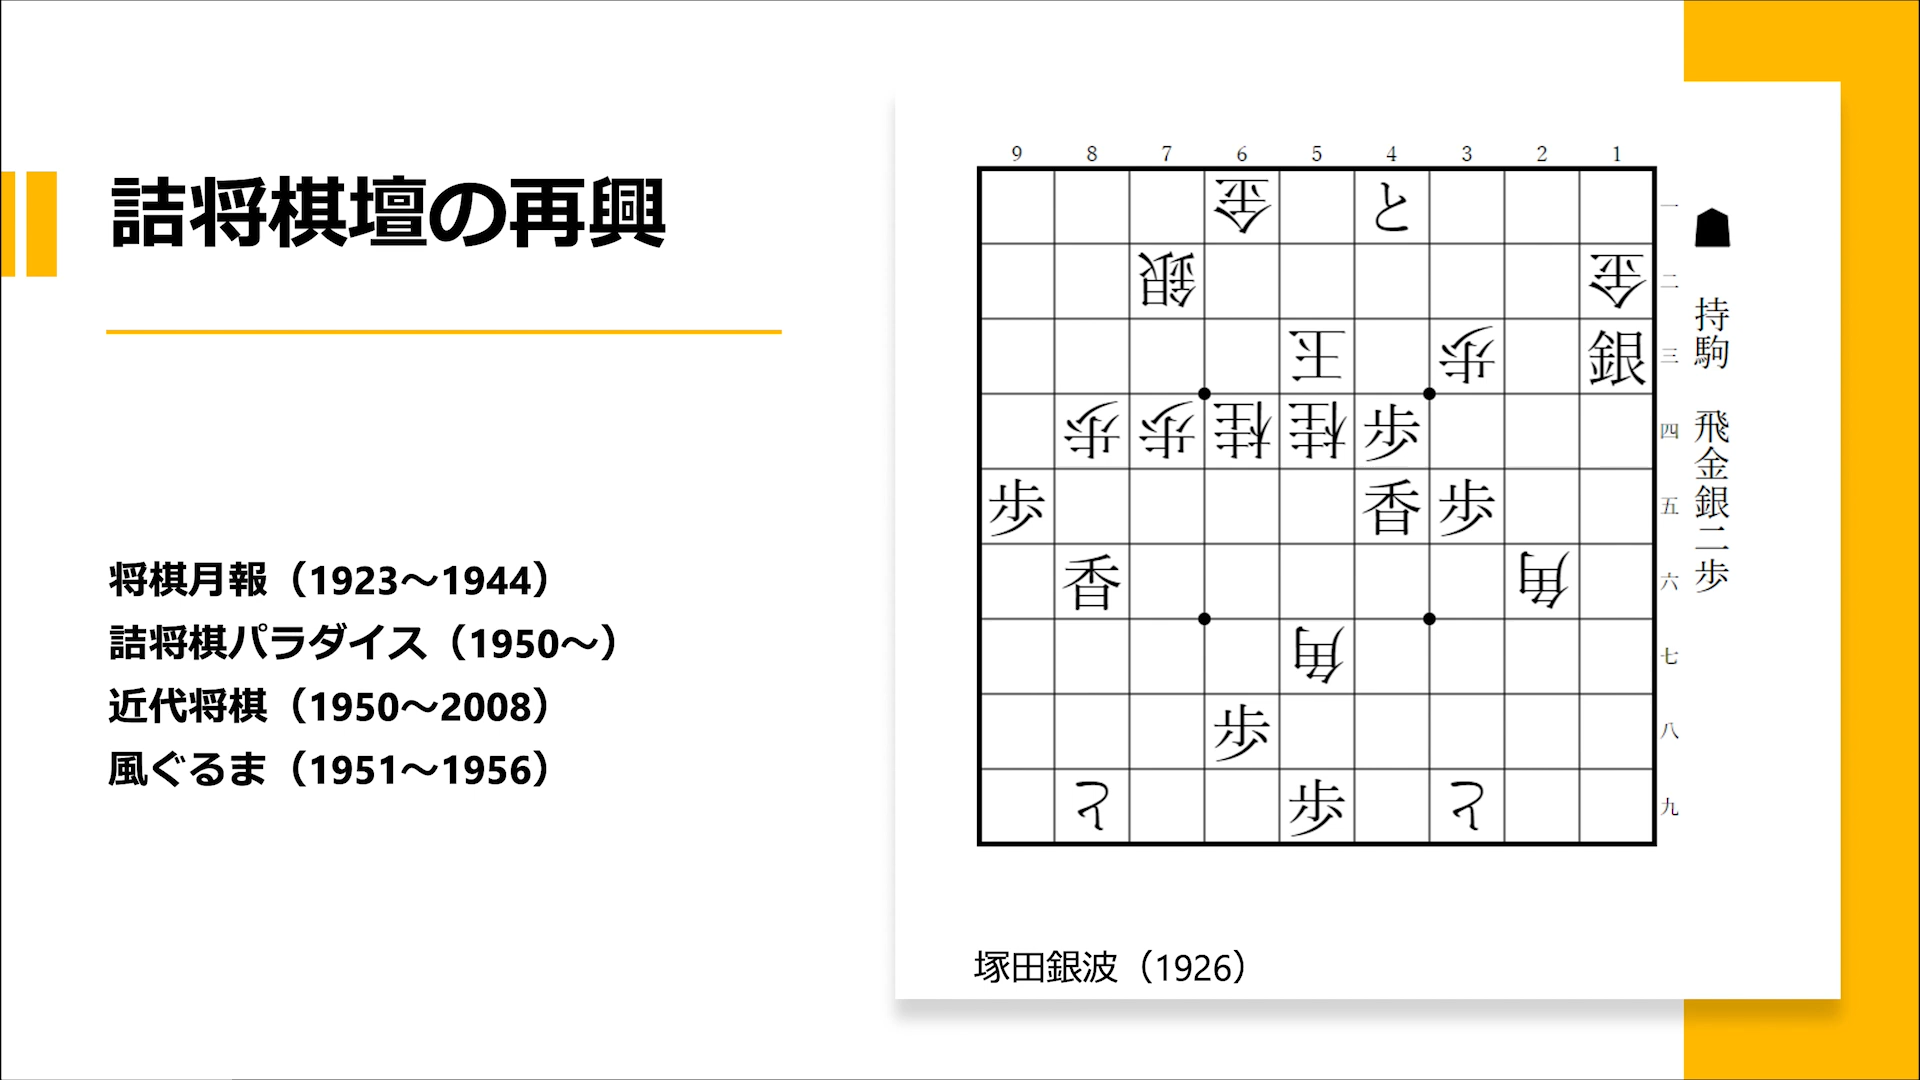 詰将棋壇の再興
将棋月報（1923～1944）
詰将棋パラダイス（1950～）
近代将棋（1950～2008）
風ぐるま（1951～1956）
9 8 7 6 5 4 3 2 1
金 と 一
銀 金 二
王 歩 銀 三
歩 歩 桂 桂 歩 四
歩 香 歩 五
香 角 六
角 七
歩 八
と 歩 と 九
☗持駒 飛金銀二歩
塚田銀波（1926）